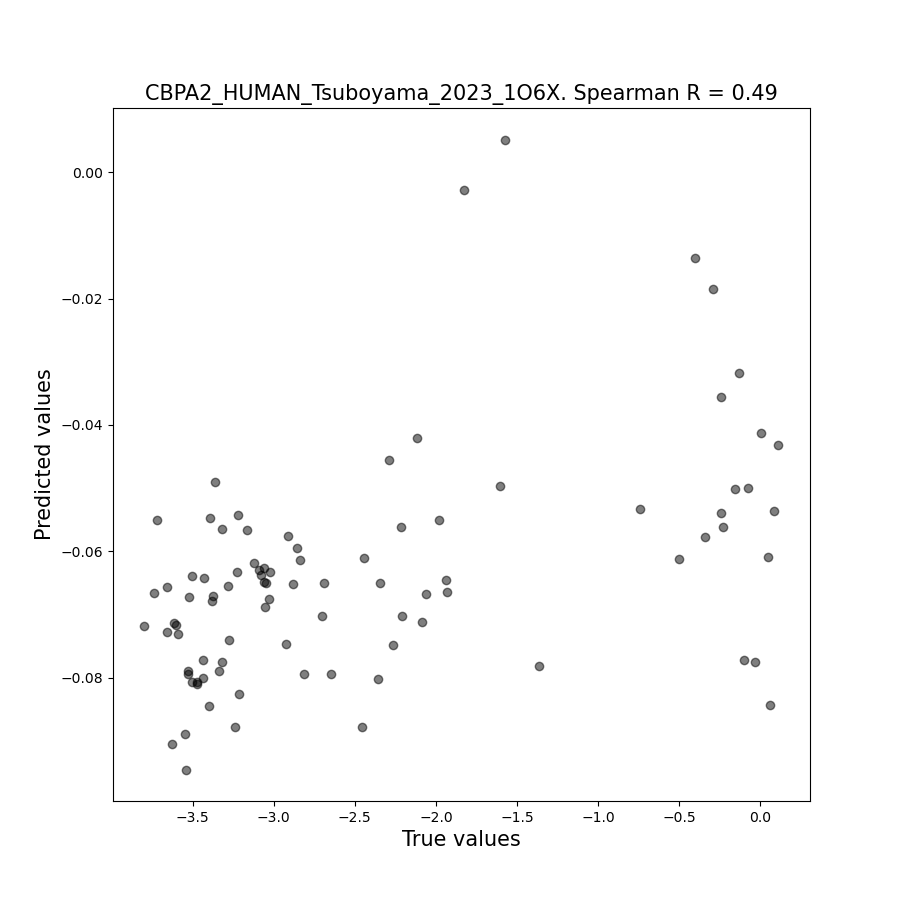 CBPA2_HUMAN_Tsuboyama_2023_1O6X. Spearman R = 0.49
0.00
−0.02
−0.04
−0.06
−0.08
Predicted values
−3.5 −3.0 −2.5 −2.0 −1.5 −1.0 −0.5 0.0
True values